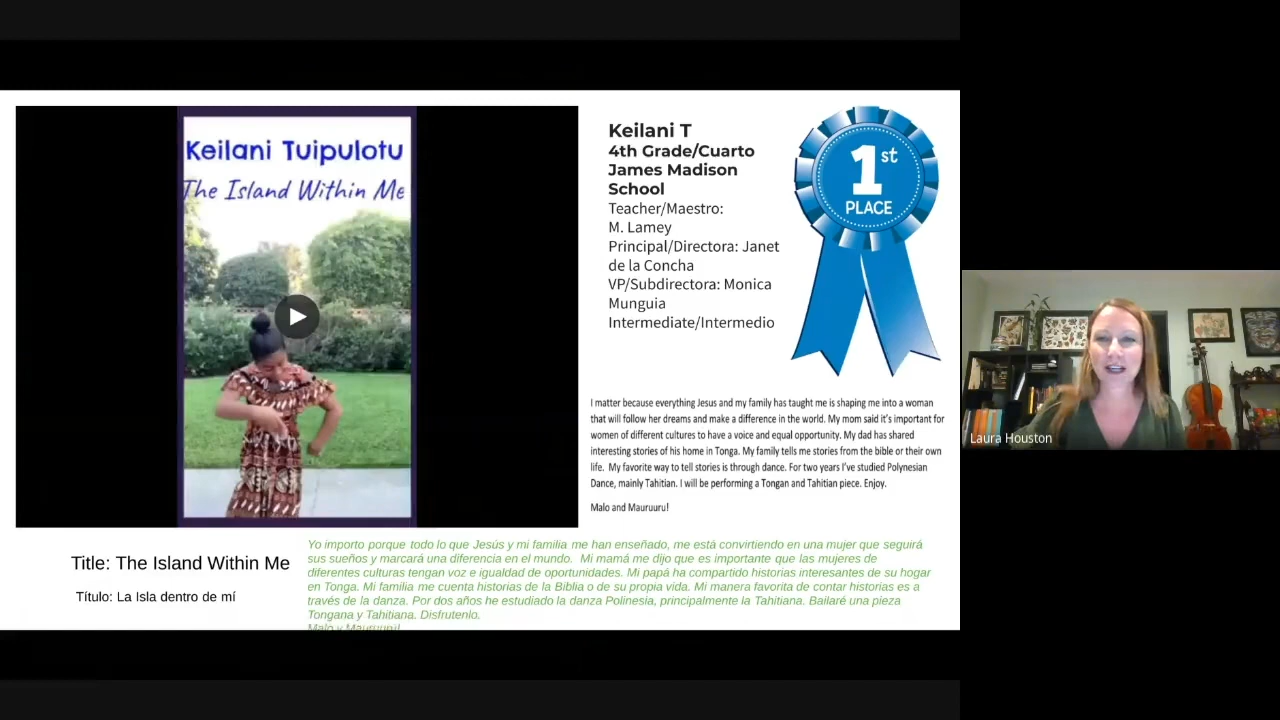 Keilani Tuipulotu
The Island Within Me
Keilani T
4th Grade/Cuarto
James Madison
School
Teacher/Maestro:
M. Lamey
Principal/Directora: Janet
de la Concha
VP/Subdirectora: Monica
Munguia
Intermediate/Intermedio
1st
PLACE
I matter because everything Jesus and my family has taught me is shaping me into a woman
that will follow her dreams and make a difference in the world. My mom said it's important for
women of different cultures to have a voice and equal opportunity. My dad has shared
interesting stories of his home in Tonga. My family tells me stories from the bible or their own
life. My favorite way to tell stories is through dance. For two years I've studied Polynesian
Dance, mainly Tahitian. I will be performing a Tongan and Tahitian piece. Enjoy.
Malo and Mauruuru!
Title: The Island Within Me
Título: La Isla dentro de mí
Yo importo porque todo lo que Jesús y mi familia me han enseñado, me está convirtiendo en una mujer que seguirá
sus sueños y marcará una diferencia en el mundo. Mi mamá me dijo que es importante que las mujeres de
diferentes culturas tengan voz e igualdad de oportunidades. Mi papá ha compartido historias interesantes de su hogar
en Tonga. Mi familia me cuenta historias de la Biblia o de su propia vida. Mi manera favorita de contar historias es a
través de la danza. Por dos años he estudiado la danza Polinesia, principalmente la Tahitiana. Bailaré una pieza
Tongana y Tahitiana. Disfrutenlo.
Malo y Mauruurú!
Laura Houston